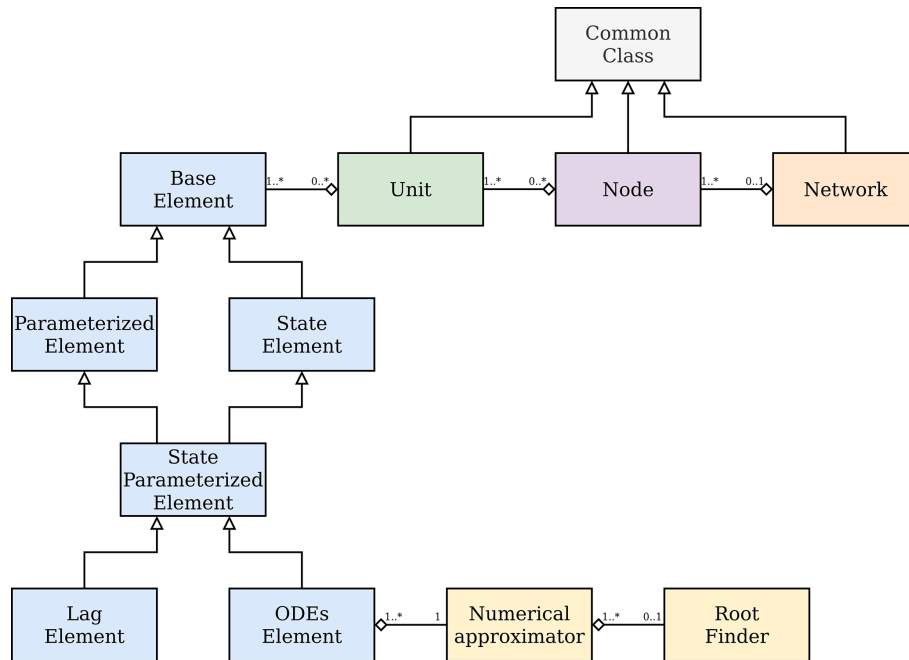 Common
Class
Base
Element
1..*
0..*
Unit
1..*
0..*
Node
1..*
0..1
Network
Parameterized
Element
State
Element
State
Parameterized
Element
Lag
Element
ODEs
Element
1..*
1
Numerical
approximator
1..*
0..1
Root
Finder